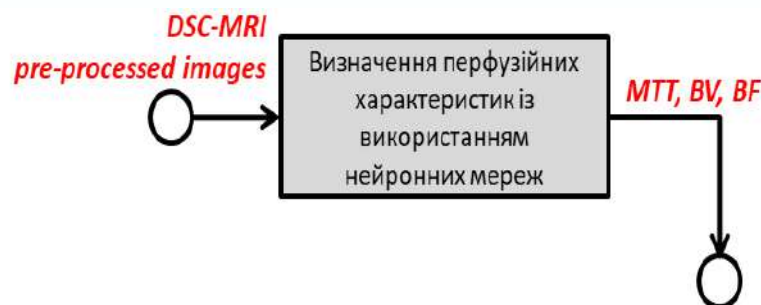 DSC-MRI
pre-processed images
Визначення перфузійних
характеристик із
використанням
нейронних мереж
MTT, BV, BF